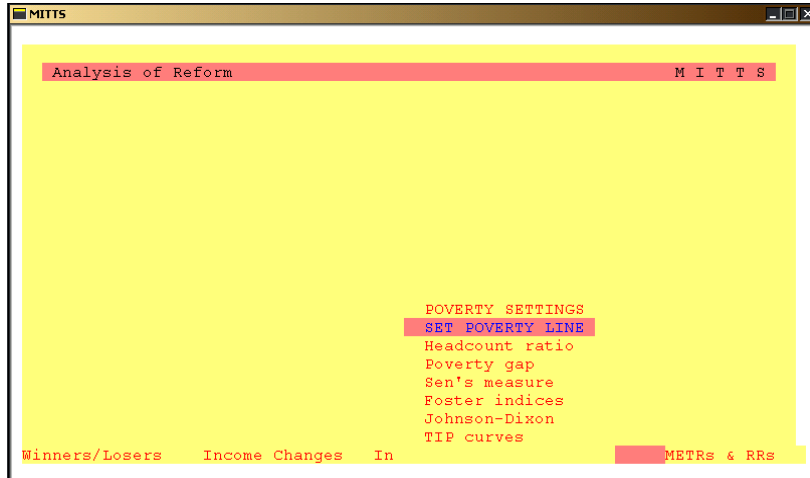 MITTS
Analysis of Reform M I T T S
POVERTY SETTINGS
SET POVERTY LINE
Headcount ratio
Poverty gap
Sen's measure
Foster indices
Johnson-Dixon
TIP curves
Winners/Losers Income Changes In METRs & RRs